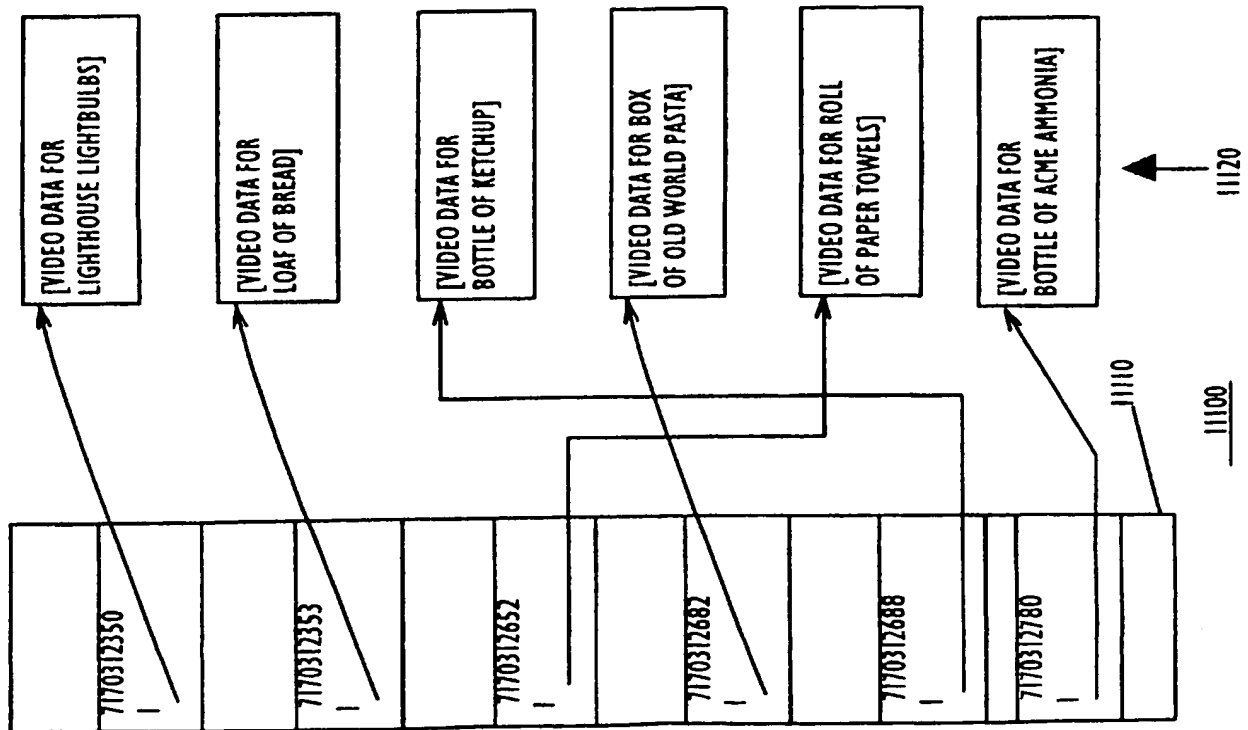 7170312350
7170312353
7170312652
7170312682
7170312688
7170312780
[VIDEO DATA FOR
LIGHTHOUSE LIGHTBULBS]
[VIDEO DATA FOR
LOAF OF BREAD]
[VIDEO DATA FOR
BOTTLE OF KETCHUP]
[VIDEO DATA FOR BOX
OF OLD WORLD PASTA]
[VIDEO DATA FOR ROLL
OF PAPER TOWELS]
[VIDEO DATA FOR
BOTTLE OF ACME AMMONIA]
11110
11120
11100